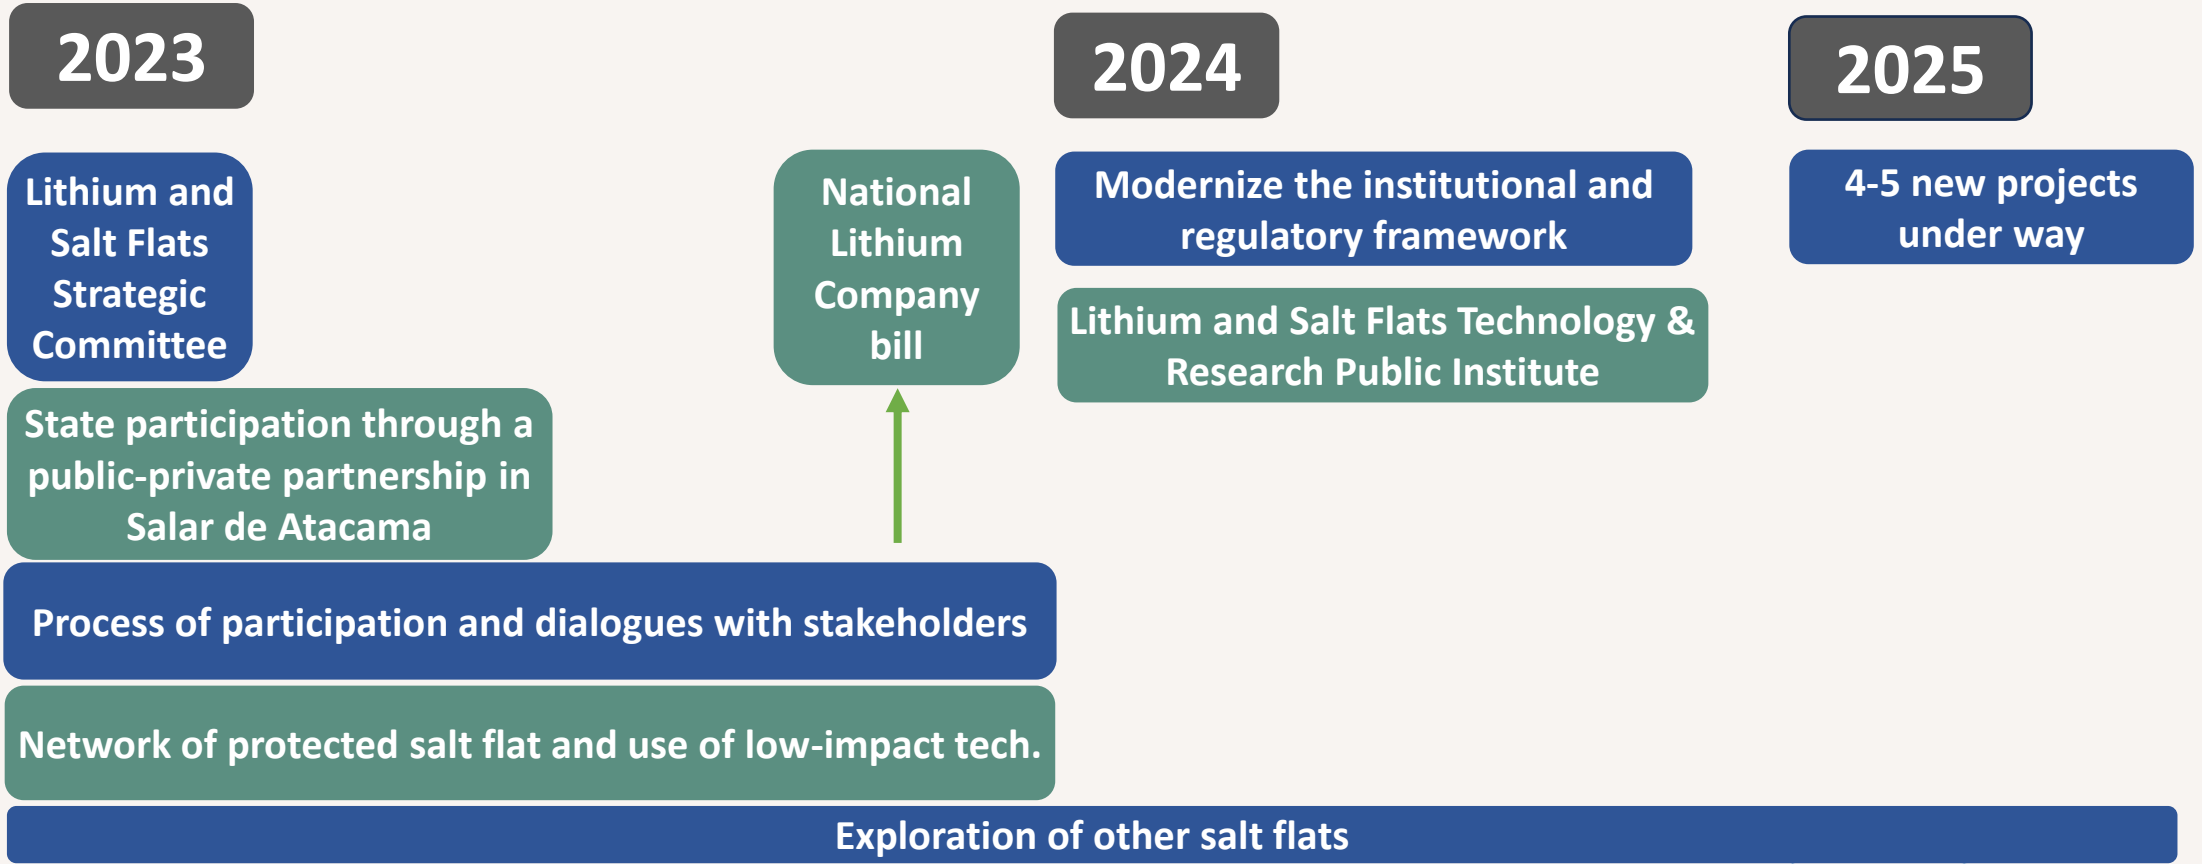 2023
2024
2025
Lithium and
Salt Flats
Strategic
Committee
National
Lithium
Company
bill
Modernize the institutional and
regulatory framework
4-5 new projects
under way
Lithium and Salt Flats Technology &
Research Public Institute
State participation through a
public-private partnership in
Salar de Atacama
Process of participation and dialogues with stakeholders
Network of protected salt flat and use of low-impact tech.
Exploration of other salt flats